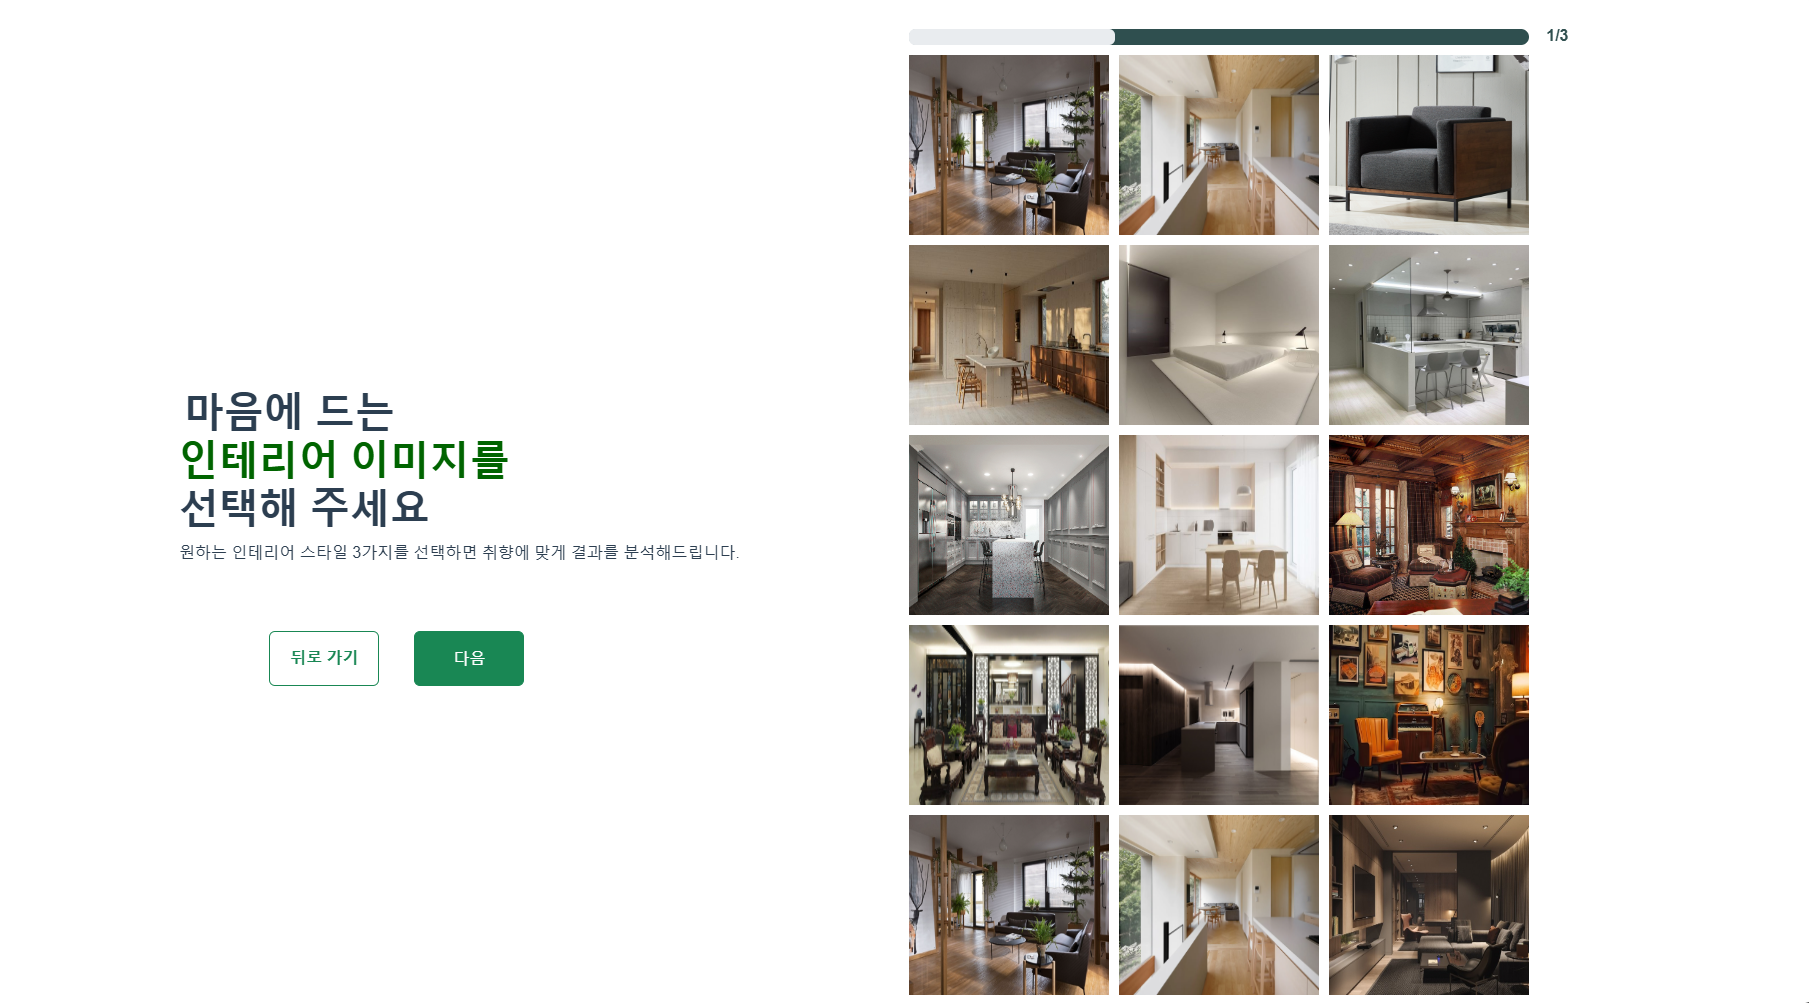 1/3
마음에 드는
인테리어 이미지를
선택해 주세요
원하는 인테리어 스타일 3가지를 선택하면 취향에 맞게 결과를 분석해드립니다.
뒤로 가기
다음